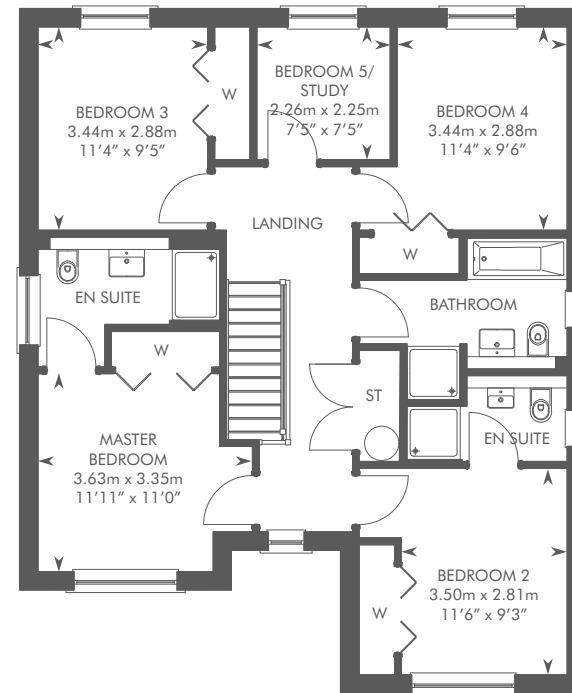 BEDROOM 3
3.44m x 2.88m
11’4” x 9’5”
W
BEDROOM 5/
STUDY
2.26m x 2.25m
7’5” x 7’5”
BEDROOM 4
3.44m x 2.88m
11’4” x 9’6”
LANDING
W
EN SUITE
BATHROOM
W
ST
MASTER
BEDROOM
3.63m x 3.35m
11’11” x 11’0”
EN SUITE
BEDROOM 2
3.50m x 2.81m
11’6” x 9’3”
W